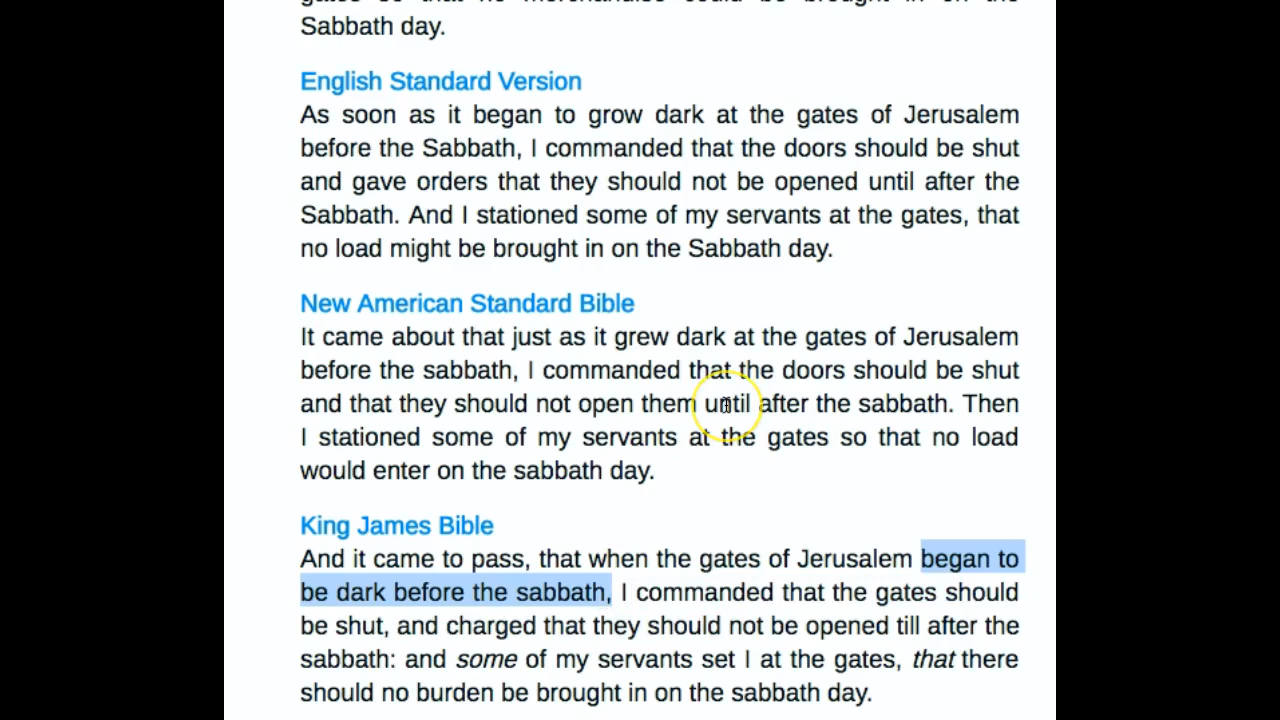 Sabbath day.
English Standard Version
As soon as it began to grow dark at the gates of Jerusalem
before the Sabbath, I commanded that the doors should be shut
and gave orders that they should not be opened until after the
Sabbath. And I stationed some of my servants at the gates, that
no load might be brought in on the Sabbath day.
New American Standard Bible
It came about that just as it grew dark at the gates of Jerusalem
before the sabbath, I commanded that the doors should be shut
and that they should not open them until after the sabbath. Then
I stationed some of my servants at the gates so that no load
would enter on the sabbath day.
King James Bible
And it came to pass, that when the gates of Jerusalem began to
be dark before the sabbath, I commanded that the gates should
be shut, and charged that they should not be opened till after the
sabbath: and some of my servants set I at the gates, that there
should no burden be brought in on the sabbath day.